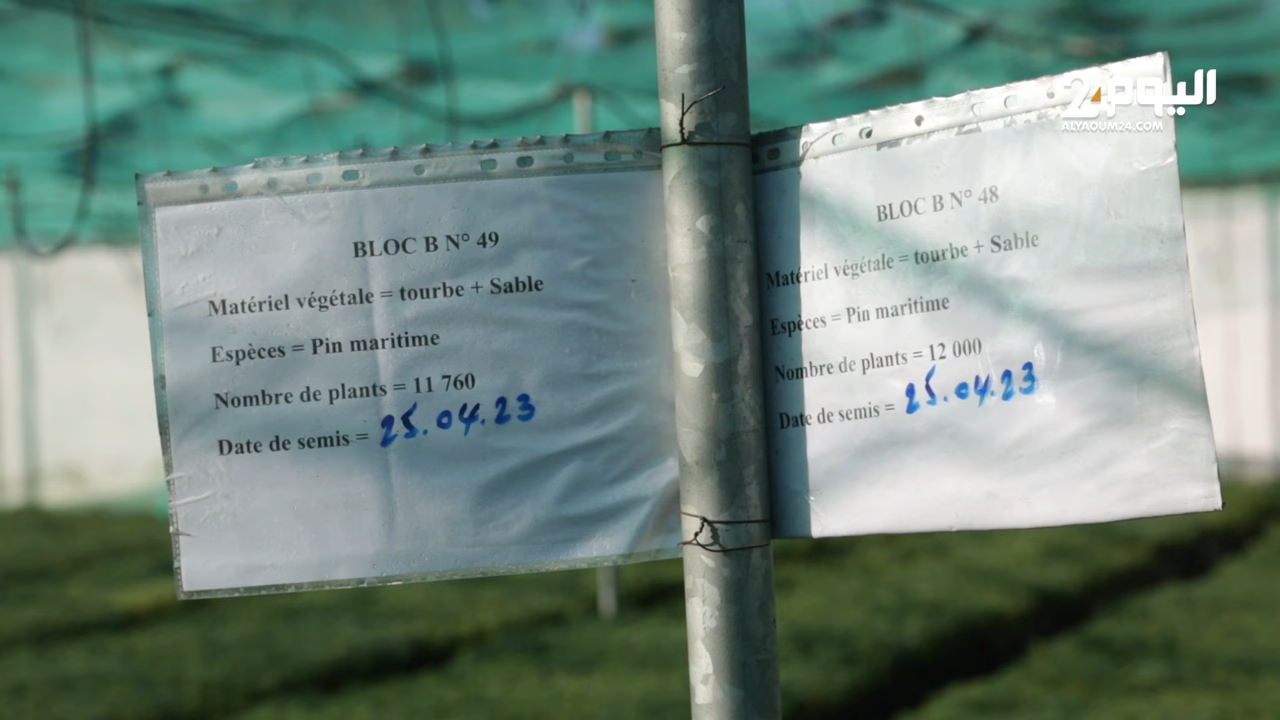 اليوم24
ALYAOUM24.COM
BLOC B N° 49
Matériel végétale = tourbe + Sable
Espèces = Pin maritime
Nombre de plants = 11 760
Date de semis = 25.04.23
BLOC B N° 48
Matériel végétale = tourbe + Sable
Espèces = Pin maritime
Nombre de plants = 12 000
Date de semis = 25.04.23